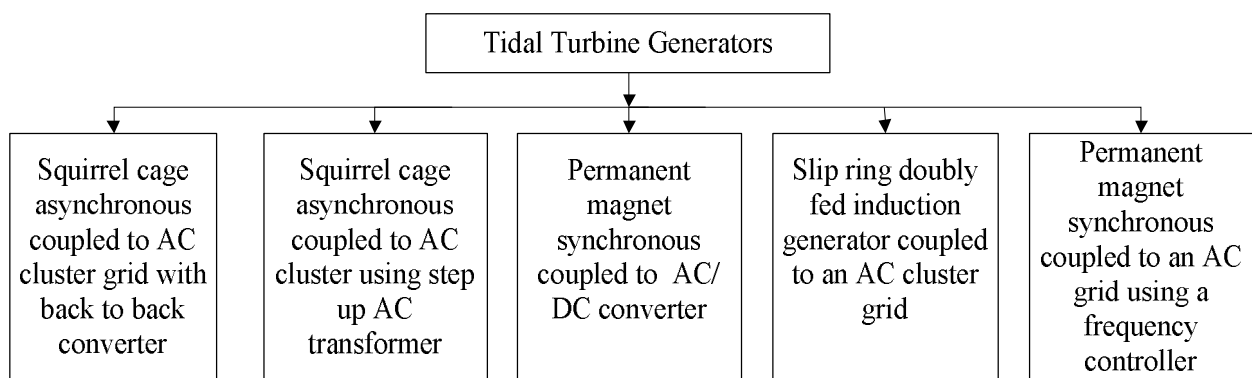 Tidal Turbine Generators
Squirrel cage
asynchronous
coupled to AC
cluster grid with
back to back
converter
Squirrel cage
asynchronous
coupled to AC
cluster using step
up AC
transformer
Permanent
magnet
synchronous
coupled to AC/
DC converter
Slip ring doubly
fed induction
generator coupled
to an AC cluster
grid
Permanent
magnet
synchronous
coupled to an AC
grid using a
frequency
controller